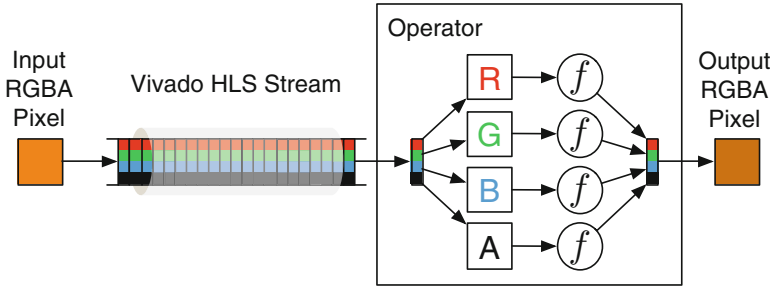 Input
RGBA
Pixel
Vivado HLS Stream
Operator
R
f
G
f
B
f
A
f
Output
RGBA
Pixel